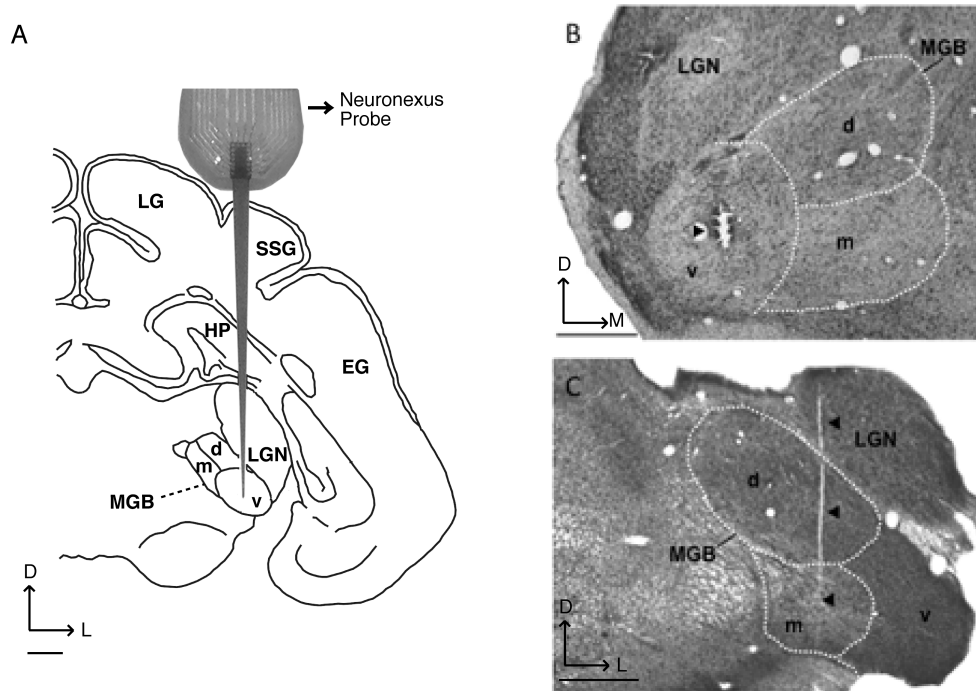 A
Neuronexus
Probe
LG
SSG
HP
EG
LGN
d
m
MGB
v
D
L
B
LGN
MGB
d
m
v
D
M
C
LGN
d
MGB
m
v
D
L